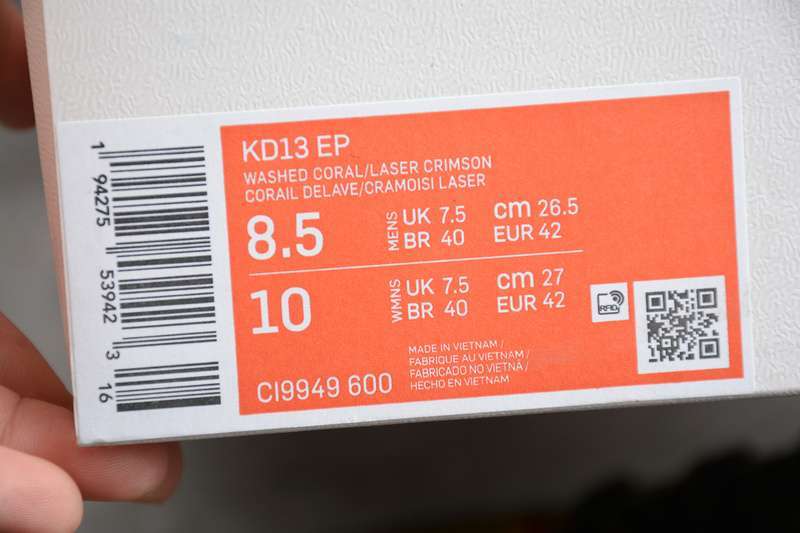 1 94275 53942 3 16
KD13 EP
WASHED CORAL/LASER CRIMSON
CORAIL DELAVE/CRAMOISI LASER
8.5
MENS
UK 7.5
cm 26.5
BR 40
EUR 42
10
WMNS
UK 7.5
cm 27
BR 40
EUR 42
RFID
CI9949 600
MADE IN VIETNAM /
FABRIQUE AU VIETNAM /
FABRICADO NO VIETNÃ /
HECHO EN VIETNAM